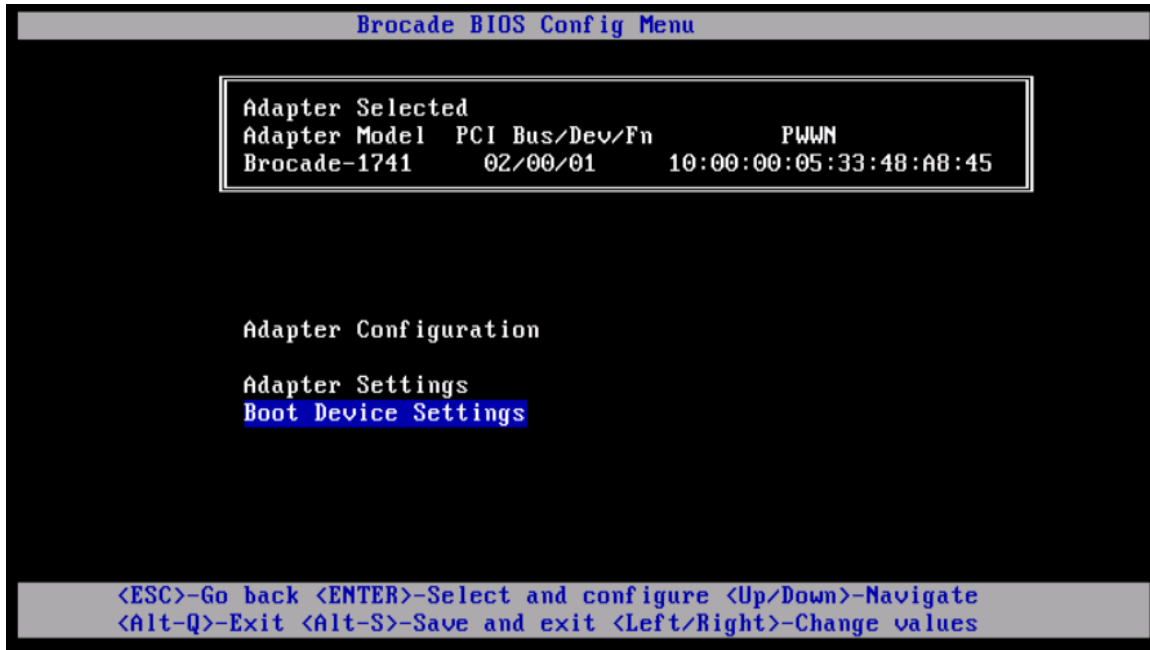 Brocade BIOS Config Menu
Adapter Selected
Adapter Model PCI Bus/Dev/Fn PWWN
Brocade-1741 02/00/01 10:00:00:05:33:48:A8:45
Adapter Configuration
Adapter Settings
Boot Device Settings
<ESC>-Go back <ENTER>-Select and configure <Up/Down>-Navigate
<Alt-Q>-Exit <Alt-S>-Save and exit <Left/Right>-Change values